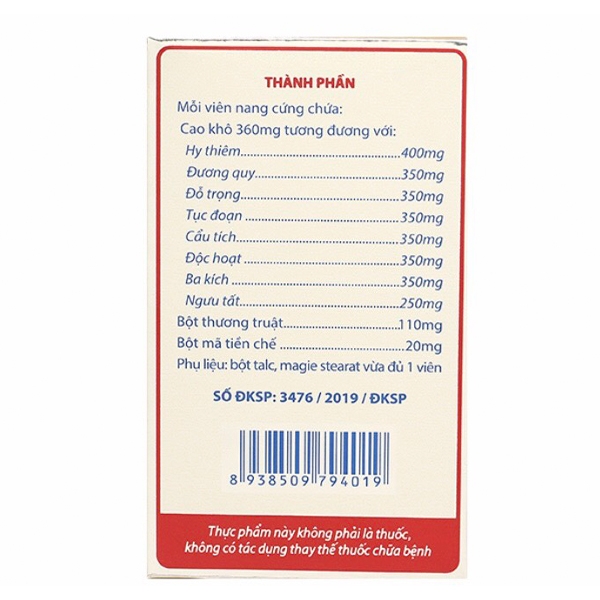 THÀNH PHẦN
Mỗi viên nang cứng chứa:
Cao khô 360mg tương đương với:
Hy thiêm........................................400mg
Đương quy....................................350mg
Đỗ trọng........................................350mg
Tục đoạn .......................................350mg
Cẩu tích.........................................350mg
Độc hoạt .......................................350mg
Ba kích ..........................................350mg
Ngưu tất........................................250mg
Bột thương truật.............................110mg
Bột mã tiền chế ...............................20mg
Phụ liệu: bột talc, magie stearat vừa đủ 1 viên
SỐ ĐKSP: 3476 / 2019 / ĐKSP
8 938509 794019
Thực phẩm này không phải là thuốc,
không có tác dụng thay thế thuốc chữa bệnh